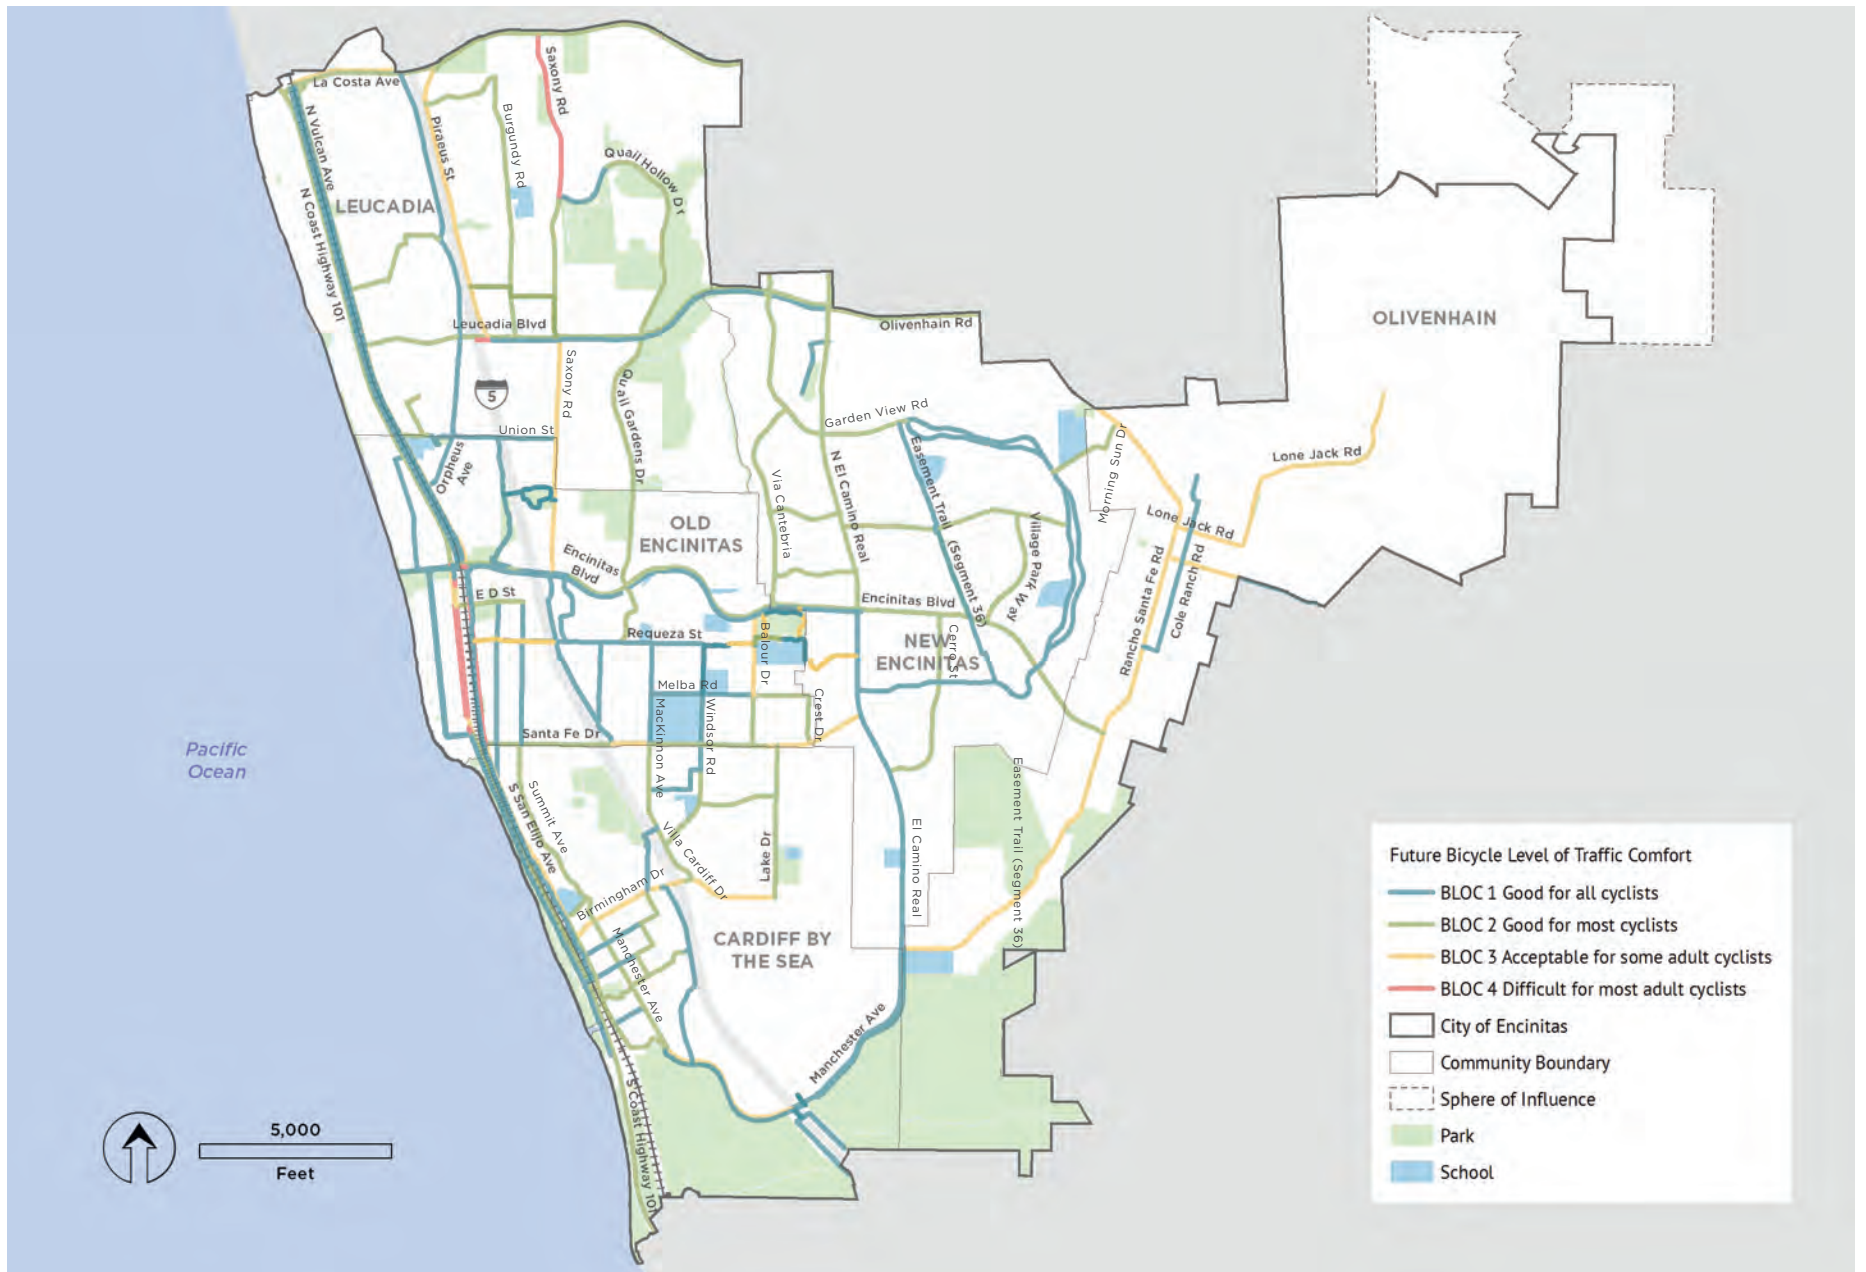 La Costa Ave
N Vulcan Ave
N Coast Highway 101
LEUCADIA
Piraeus St
Burgundy Rd
Saxony Rd
Quail Hollow Dr
Leucadia Blvd
Olivenhain Rd
OLIVENHAIN
5
Saxony Rd
Quail Gardens Dr
Union St
Orpheus
Ave
Garden View Rd
Easement Trail (Segment 36)
N El Camino Real
Via Cantebria
Village Park Way
Morning Sun Dr
Lone Jack Rd
Lone Jack Rd
OLD
ENCINITAS
Encinitas
Blvd
Rancho Santa Fe Rd
Cole Ranch Rd
E D St
Encinitas Blvd
Requeza St
Balour Dr
NEW
ENCINITAS
Cerro St
Melba Rd
MacKinnon Ave
Windsor Rd
Crest Dr
Santa Fe Dr
Pacific
Ocean
S San Elijo Ave
Summit Ave
Villa Cardiff Dr
Lake Dr
El Camino Real
Easement Trail (Segment 36)
Birmingham Dr
Manchester Ave
CARDIFF BY
THE SEA
Manchester Ave
S Coast Highway 101
5,000
Feet
Future Bicycle Level of Traffic Comfort
BLOC 1 Good for all cyclists
BLOC 2 Good for most cyclists
BLOC 3 Acceptable for some adult cyclists
BLOC 4 Difficult for most adult cyclists
City of Encinitas
Community Boundary
Sphere of Influence
Park
School